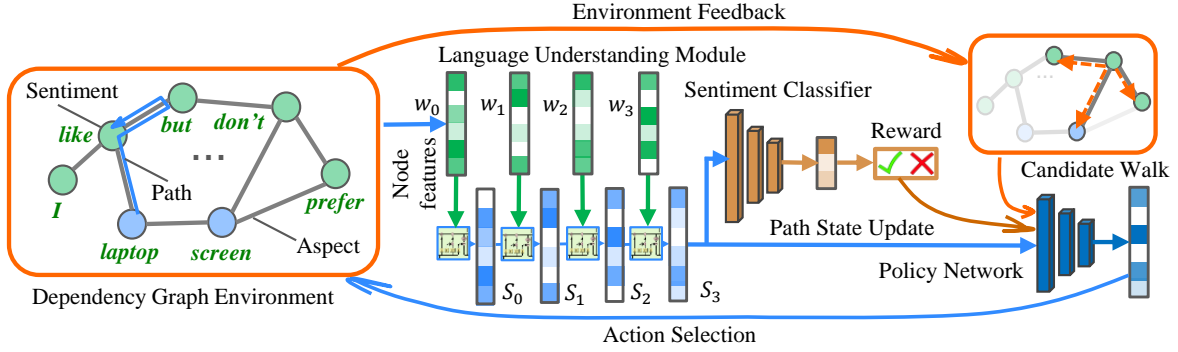 Environment Feedback
Language Understanding Module
Sentiment
like
but
don't
...
Path
I
laptop
screen
prefer
Aspect
Dependency Graph Environment
Node
features
w₀
w₁
w₂
w₃
S₀
S₁
S₂
S₃
Sentiment Classifier
Reward
...
Candidate Walk
Path State Update
Policy Network
Action Selection